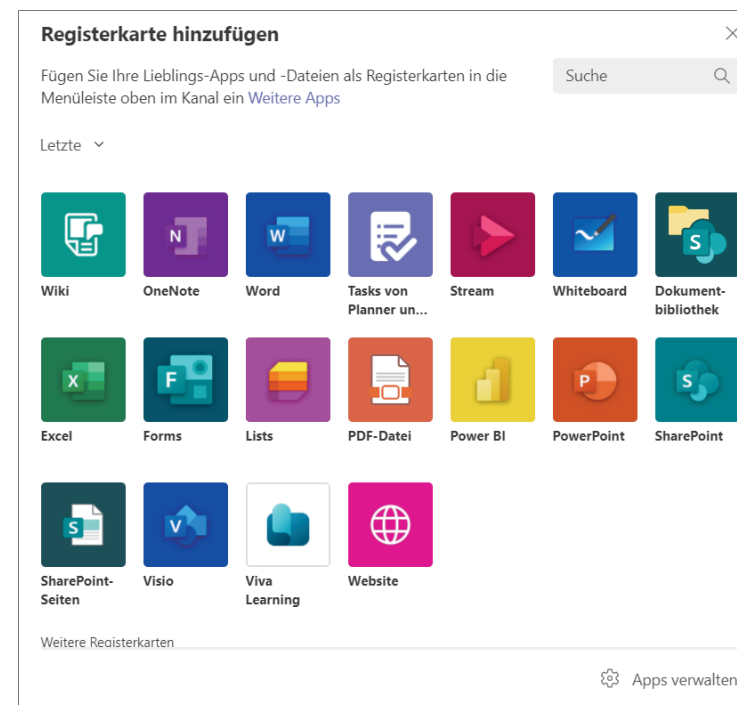 Registerkarte hinzufügen
Fügen Sie Ihre Lieblings-Apps und -Dateien als Registerkarten in die
Menüleiste oben im Kanal ein Weitere Apps
Suche
Letzte
Wiki
OneNote
Word
Tasks von
Planner un...
Stream
Whiteboard
Dokument-
bibliothek
Excel
Forms
Lists
PDF-Datei
Power BI
PowerPoint
SharePoint
SharePoint-
Seiten
Visio
Viva
Learning
Website
Weitere Registerkarten
Apps verwalten